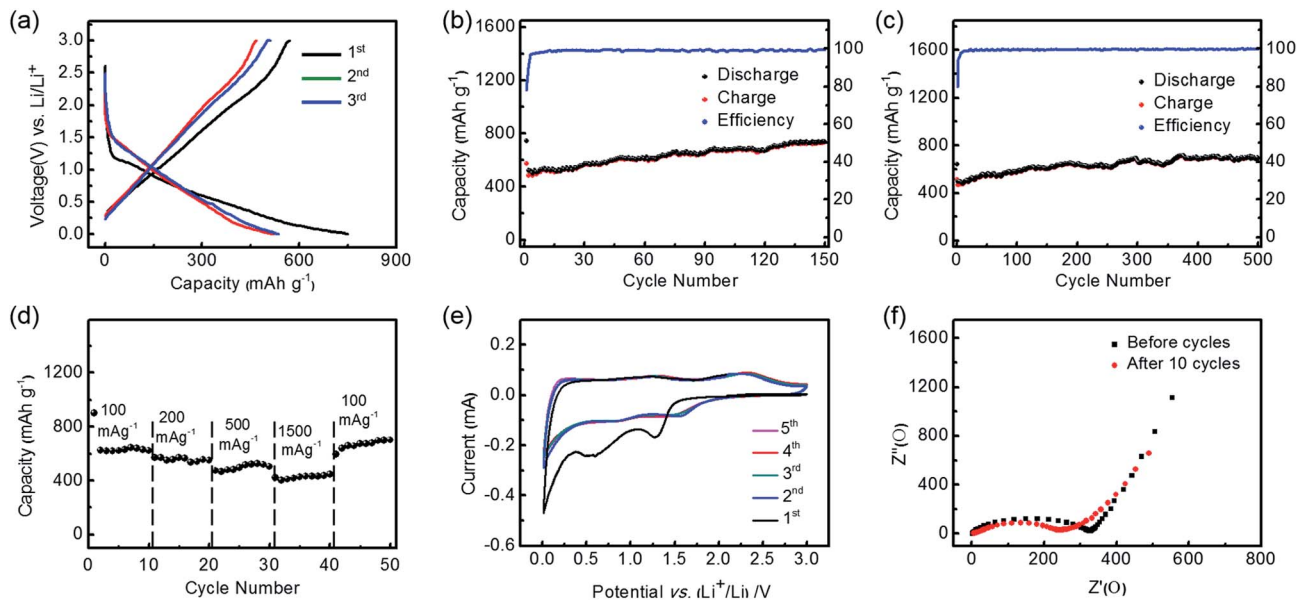 (a)
3.0
2.5
2.0
1.5
1.0
0.5
0.0
Voltage(V) vs. Li/Li⁺
1st
2nd
3rd
0 300 600 900
Capacity (mAh g⁻¹)
(b)
1600
1200
800
400
0
Capacity (mAh g⁻¹)
Discharge
Charge
Efficiency
100
80
60
40
20
0
0 30 60 90 120 150
Cycle Number
(c)
1600
1200
800
400
0
Capacity (mAh g⁻¹)
Discharge
Charge
Efficiency
100
80
60
40
20
0
0 100 200 300 400 500
Cycle Number
(d)
1200
800
400
0
Capacity (mAh g⁻¹)
100
mAg⁻¹
200
mAg⁻¹
500
mAg⁻¹
1500
mAg⁻¹
100
mAg⁻¹
0 10 20 30 40 50
Cycle Number
(e)
0.2
0.0
-0.2
-0.4
-0.6
Current (mA)
5th
4th
3rd
2nd
1st
0.0 0.5 1.0 1.5 2.0 2.5 3.0
Potential vs. (Li⁺/Li) /V
(f)
1600
1200
800
400
0
Z''(O)
Before cycles
After 10 cycles
0 200 400 600 800
Z'(O)